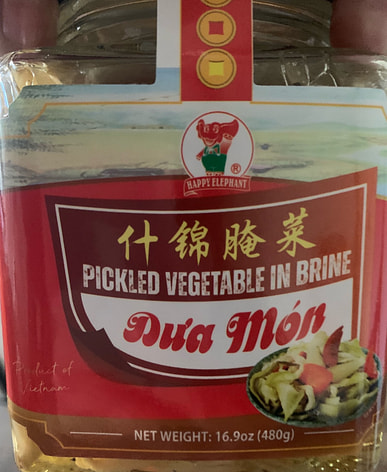 ®
HAPPY ELEPHANT
什锦腌菜
PICKLED VEGETABLE IN BRINE
Dưa Món
Product of
Vietnam
NET WEIGHT: 16.9oz (480g)